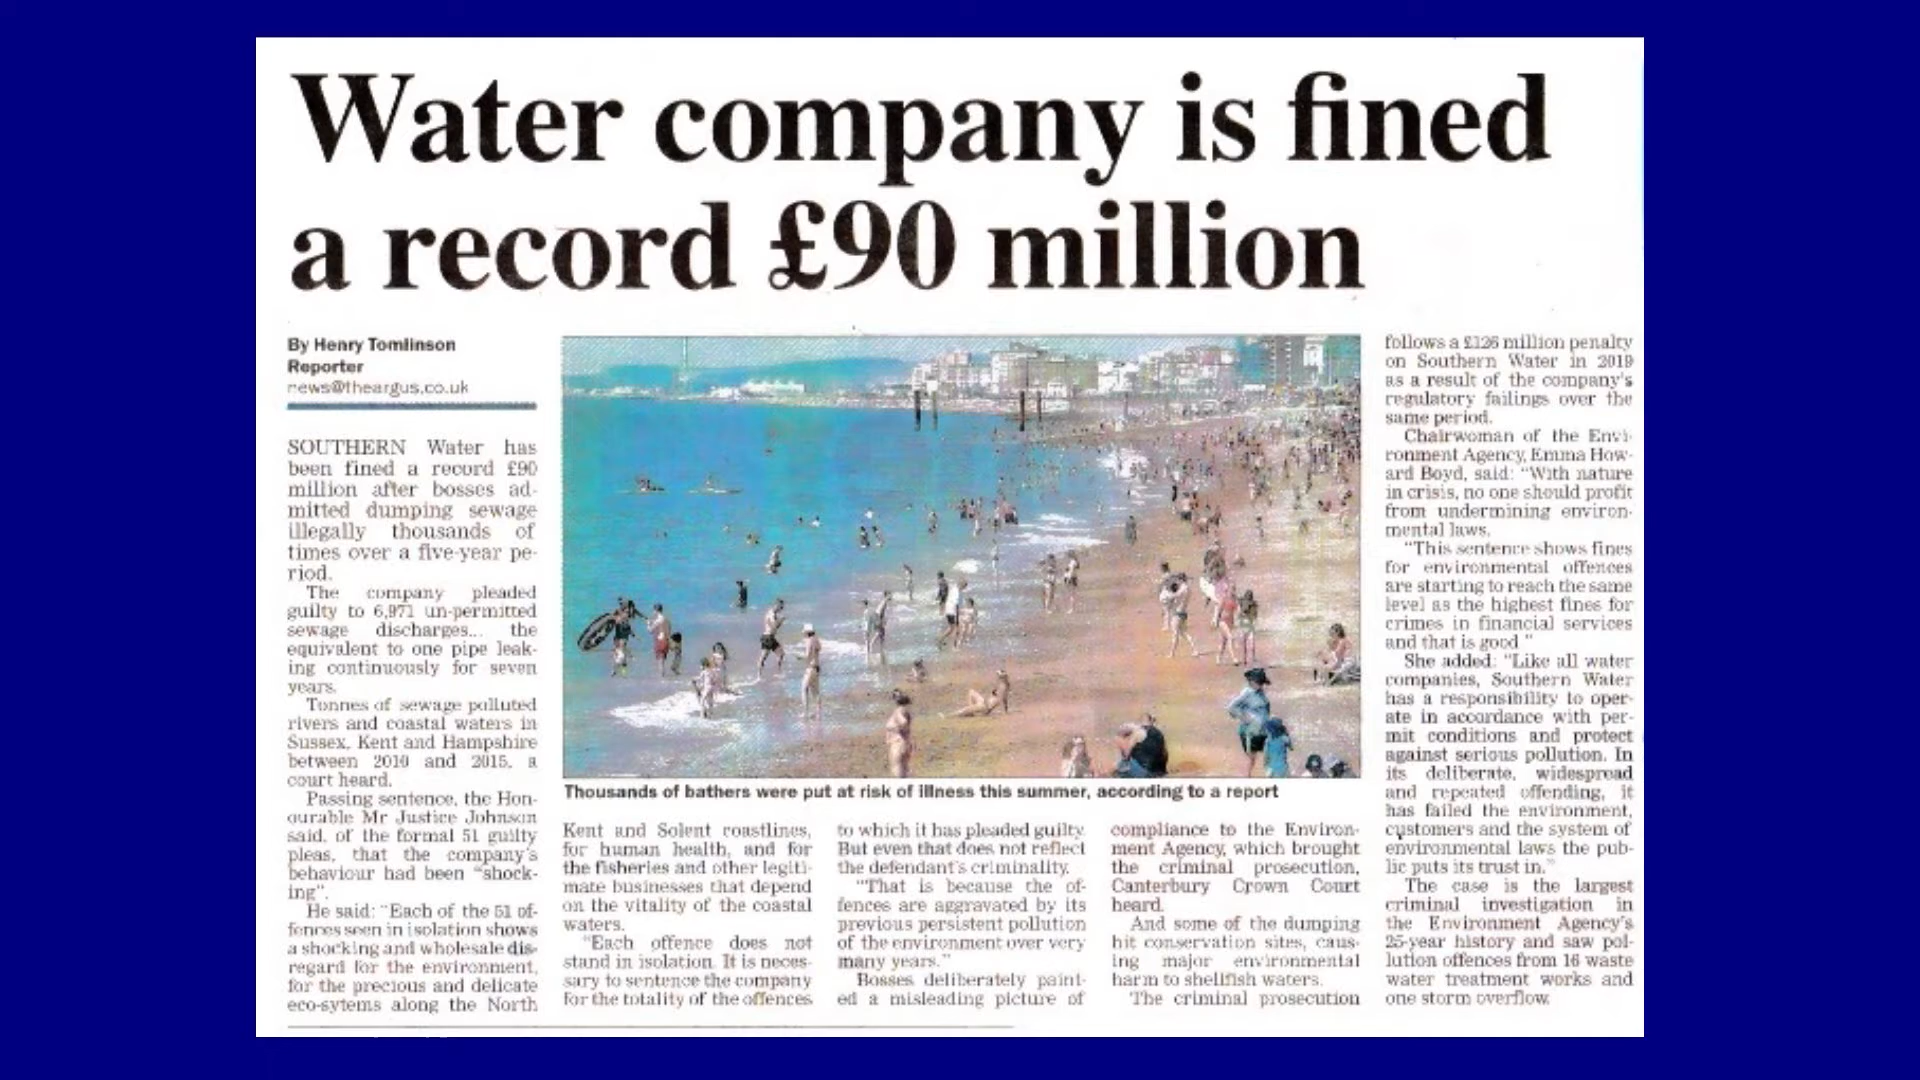 Water company is fined
a record £90 million
By Henry Tomlinson
Reporter
news@theargus.co.uk
SOUTHERN Water has
been fined a record £90
million after bosses ad-
mitted dumping sewage
illegally thousands of
times over a five-year pe-
riod.
The company pleaded
guilty to 6,971 un-permitted
sewage discharges... the
equivalent to one pipe leak-
ing continuously for seven
years.
Tonnes of sewage polluted
rivers and coastal waters in
Sussex, Kent and Hampshire
between 2010 and 2015, a
court heard.
Passing sentence, the Hon-
ourable Mr Justice Johnson
said, of the formal 51 guilty
pleas, that the company's
behaviour had been "shock-
ing".
He said: "Each of the 51 of-
fences seen in isolation shows
a shocking and wholesale dis-
regard for the environment,
for the precious and delicate
eco-sytems along the North
Thousands of bathers were put at risk of illness this summer, according to a report
Kent and Solent coastlines,
for human health, and for
the fisheries and other legiti-
mate businesses that depend
on the vitality of the coastal
waters.
"Each offence does not
stand in isolation. It is neces-
sary to sentence the company
for the totality of the offences
to which it has pleaded guilty.
But even that does not reflect
the defendant's criminality.
"That is because the of-
fences are aggravated by its
previous persistent pollution
of the environment over very
many years."
Bosses deliberately paint-
ed a misleading picture of
compliance to the Environ-
ment Agency, which brought
the criminal prosecution,
Canterbury Crown Court
heard.
And some of the dumping
hit conservation sites, caus-
ing major environmental
harm to shellfish waters.
The criminal prosecution
follows a £126 million penalty
on Southern Water in 2019
as a result of the company's
regulatory failings over the
same period.
Chairwoman of the Envi-
ronment Agency, Emma How-
ard Boyd, said: "With nature
in crisis, no one should profit
from undermining environ-
mental laws.
"This sentence shows fines
for environmental offences
are starting to reach the same
level as the highest fines for
crimes in financial services
and that is good."
She added: "Like all water
companies, Southern Water
has a responsibility to oper-
ate in accordance with per-
mit conditions and protect
against serious pollution. In
its deliberate, widespread
and repeated offending, it
has failed the environment,
customers and the system of
environmental laws the pub-
lic puts its trust in."
The case is the largest
criminal investigation in
the Environment Agency's
25-year history and saw pol-
lution offences from 16 waste
water treatment works and
one storm overflow.